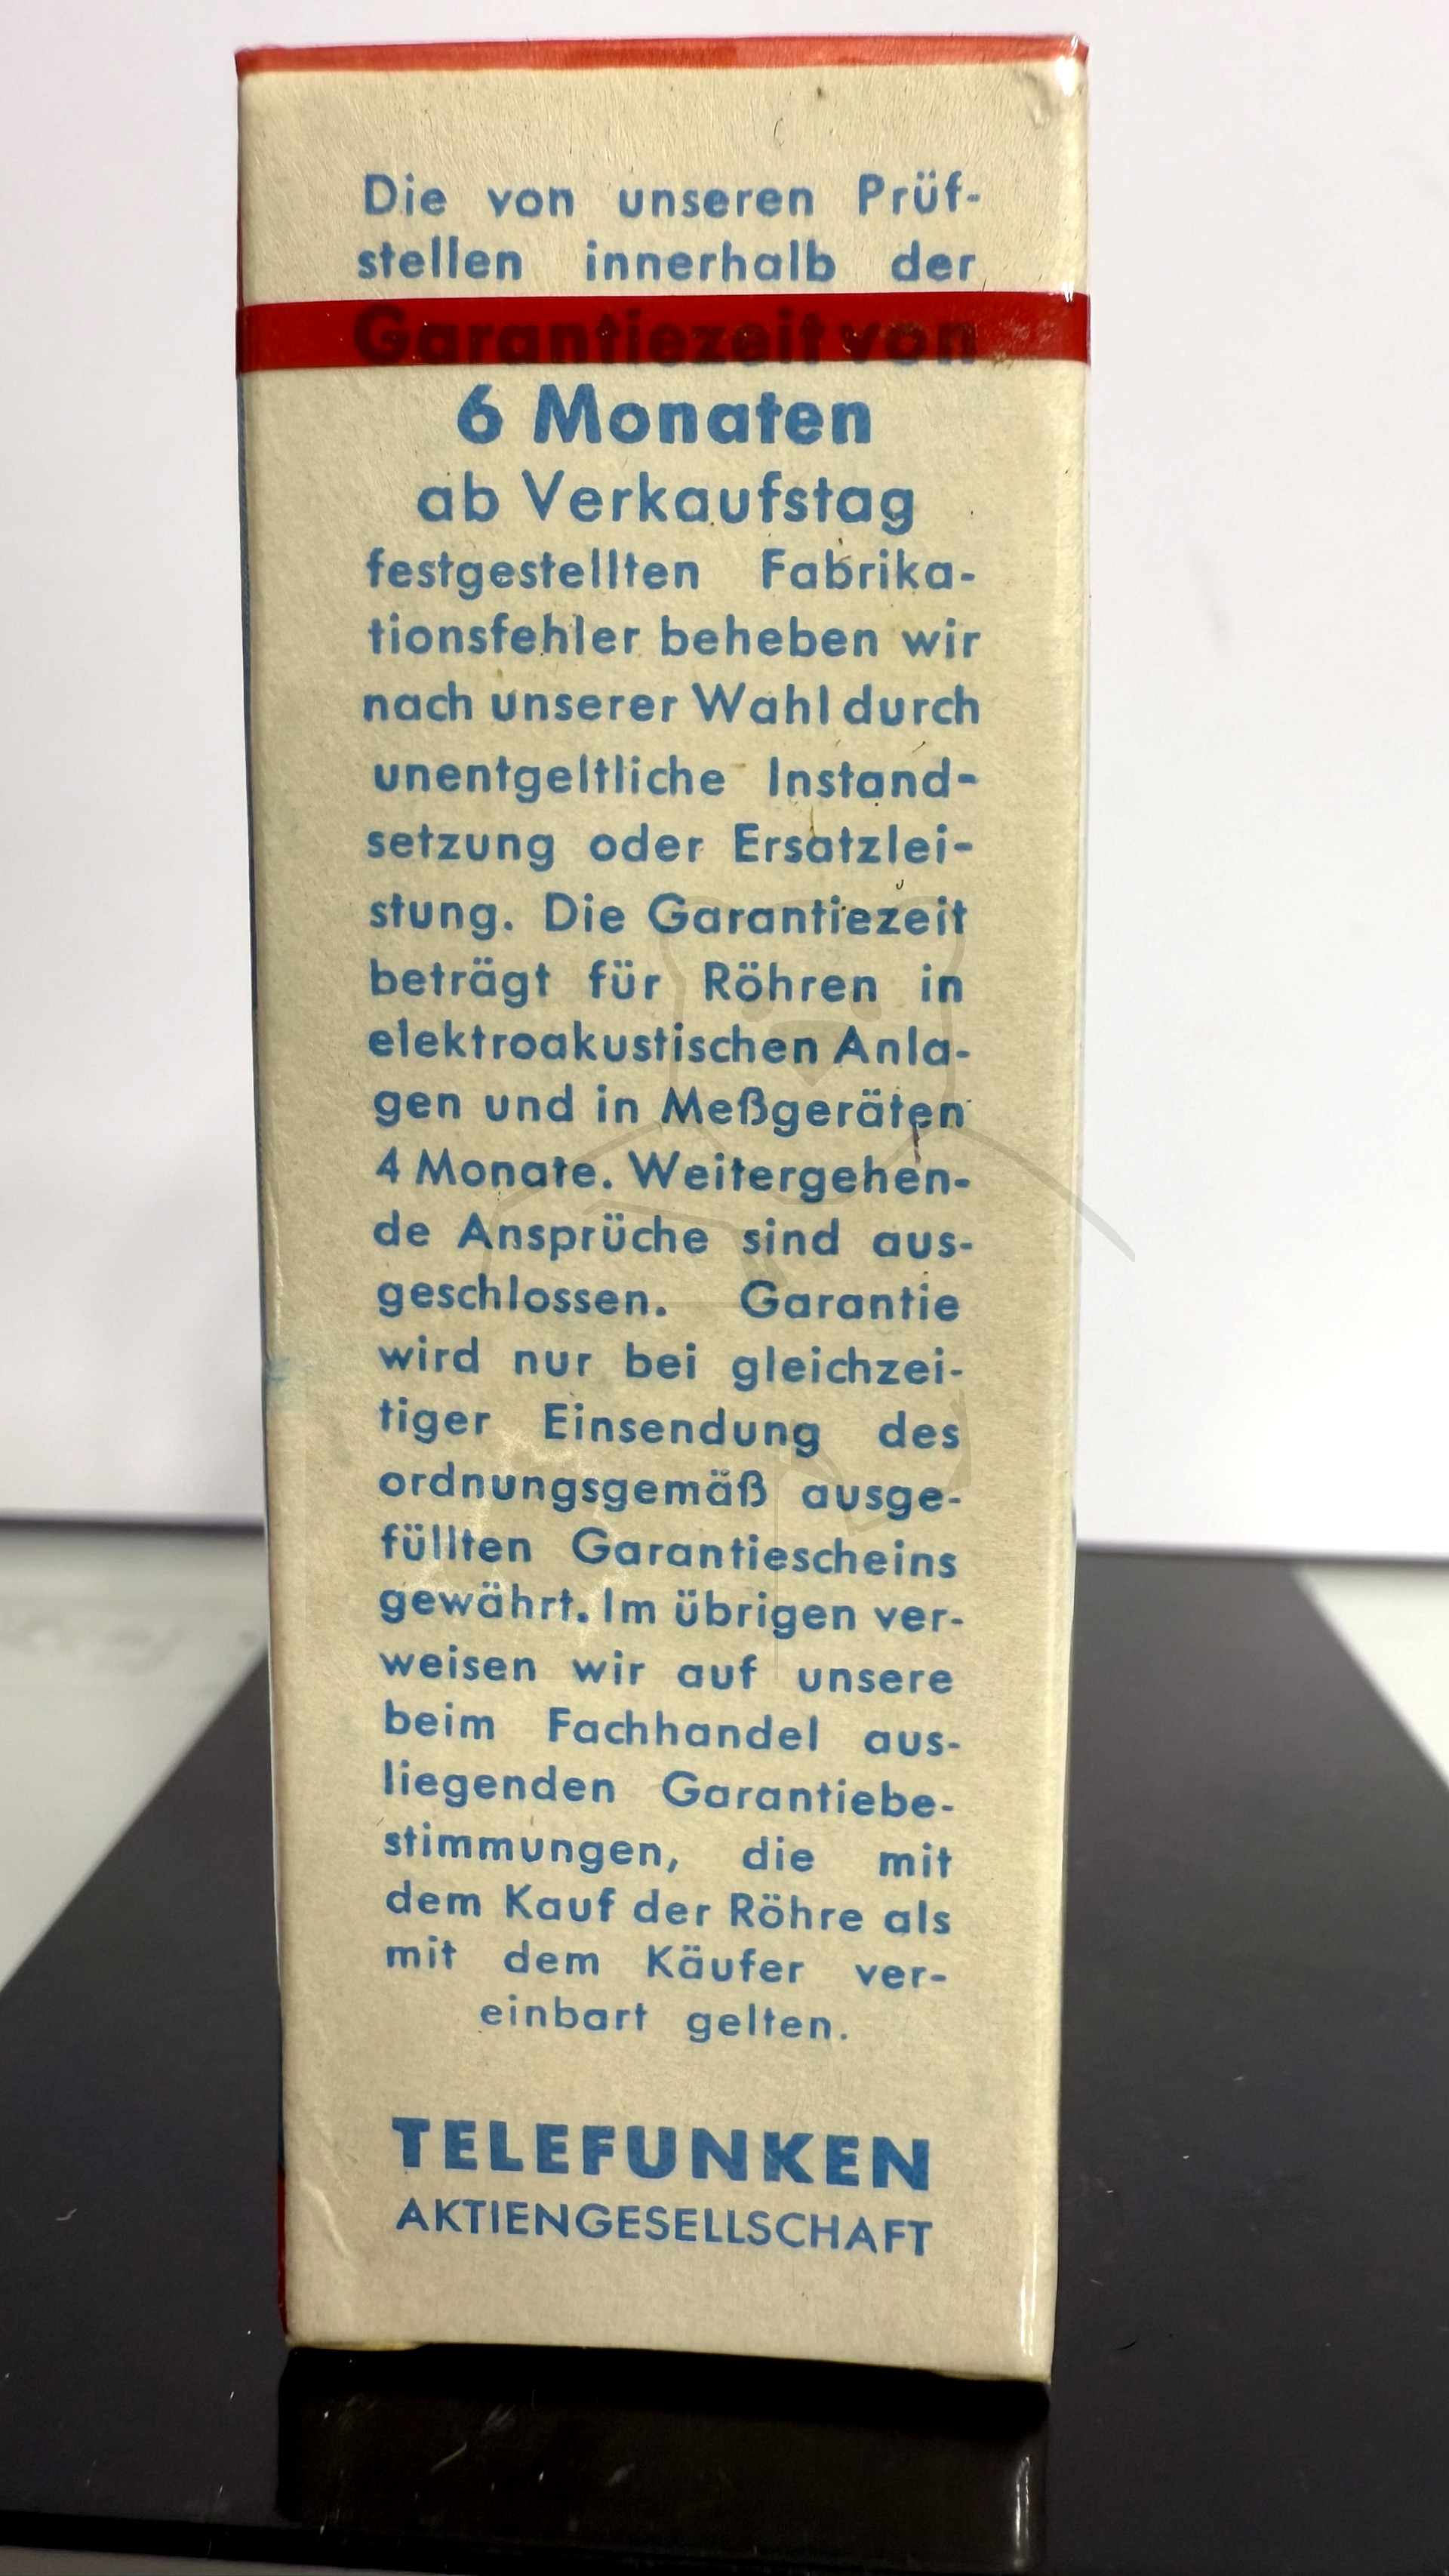 Die von unseren Prüf-
stellen innerhalb der
Garantiezeit von
6 Monaten
ab Verkaufstag
festgestellten Fabrika-
tionsfehler beheben wir
nach unserer Wahl durch
unentgeltliche Instand-
setzung oder Ersatzlei-
stung. Die Garantiezeit
beträgt für Röhren in
elektroakustischen Anla-
gen und in Meßgeräten
4 Monate. Weitergehen-
de Ansprüche sind aus-
geschlossen. Garantie
wird nur bei gleichzei-
tiger Einsendung des
ordnungsgemäß ausge-
füllten Garantiescheins
gewährt. Im übrigen ver-
weisen wir auf unsere
beim Fachhandel aus-
liegenden Garantiebe-
stimmungen, die mit
dem Kauf der Röhre als
mit dem Käufer ver-
einbart gelten.
TELEFUNKEN
AKTIENGESELLSCHAFT